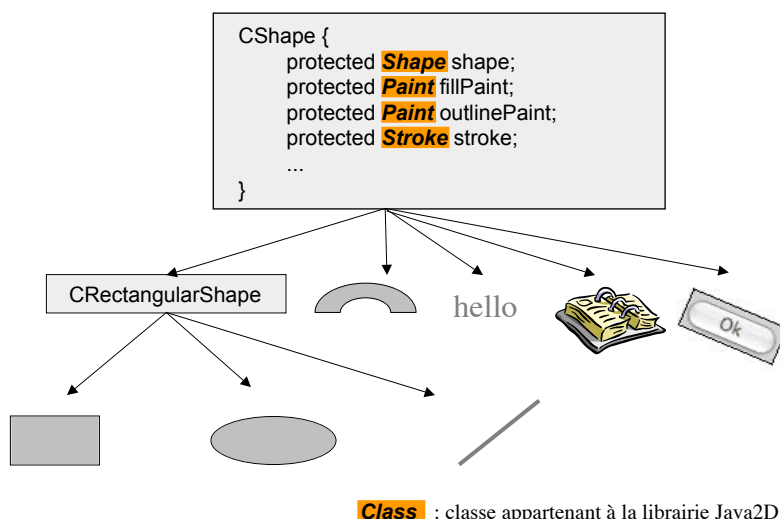 CShape {
protected Shape shape;
protected Paint fillPaint;
protected Paint outlinePaint;
protected Stroke stroke;
...
}
CRectangularShape
hello
Ok
Class : classe appartenant à la librairie Java2D